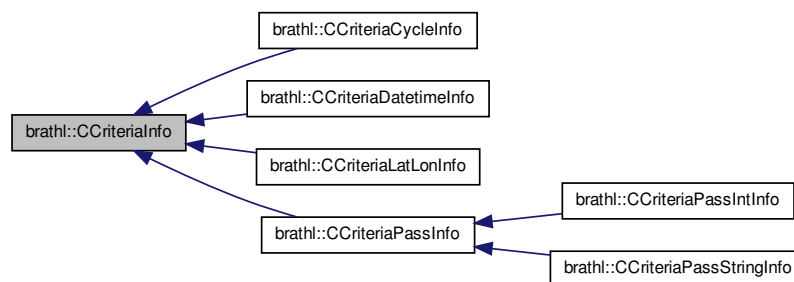 brathl::CCriteriaCycleInfo
brathl::CCriteriaDatetimeInfo
brathl::CCriteriaInfo
brathl::CCriteriaLatLonInfo
brathl::CCriteriaPassIntInfo
brathl::CCriteriaPassInfo
brathl::CCriteriaPassStringInfo